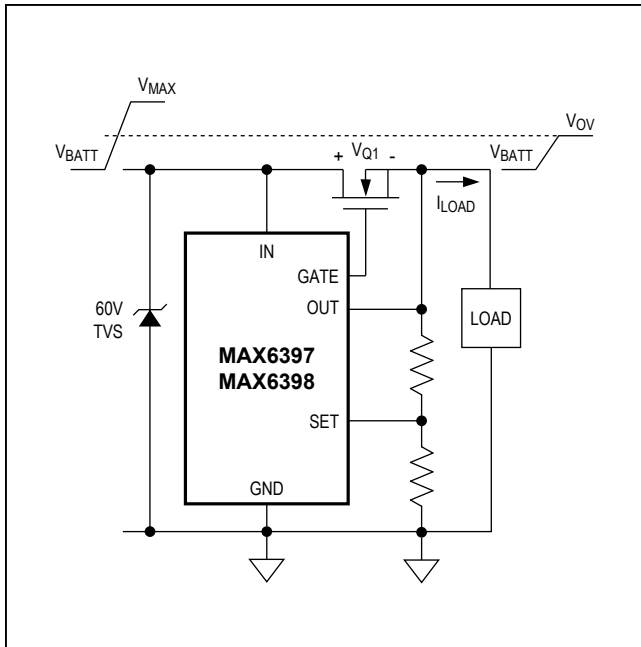 VMAX
VBATT
VOV
VBATT
+ VQ1 -
ILOAD
IN
GATE
OUT
60V
TVS
LOAD
MAX6397
MAX6398
SET
GND